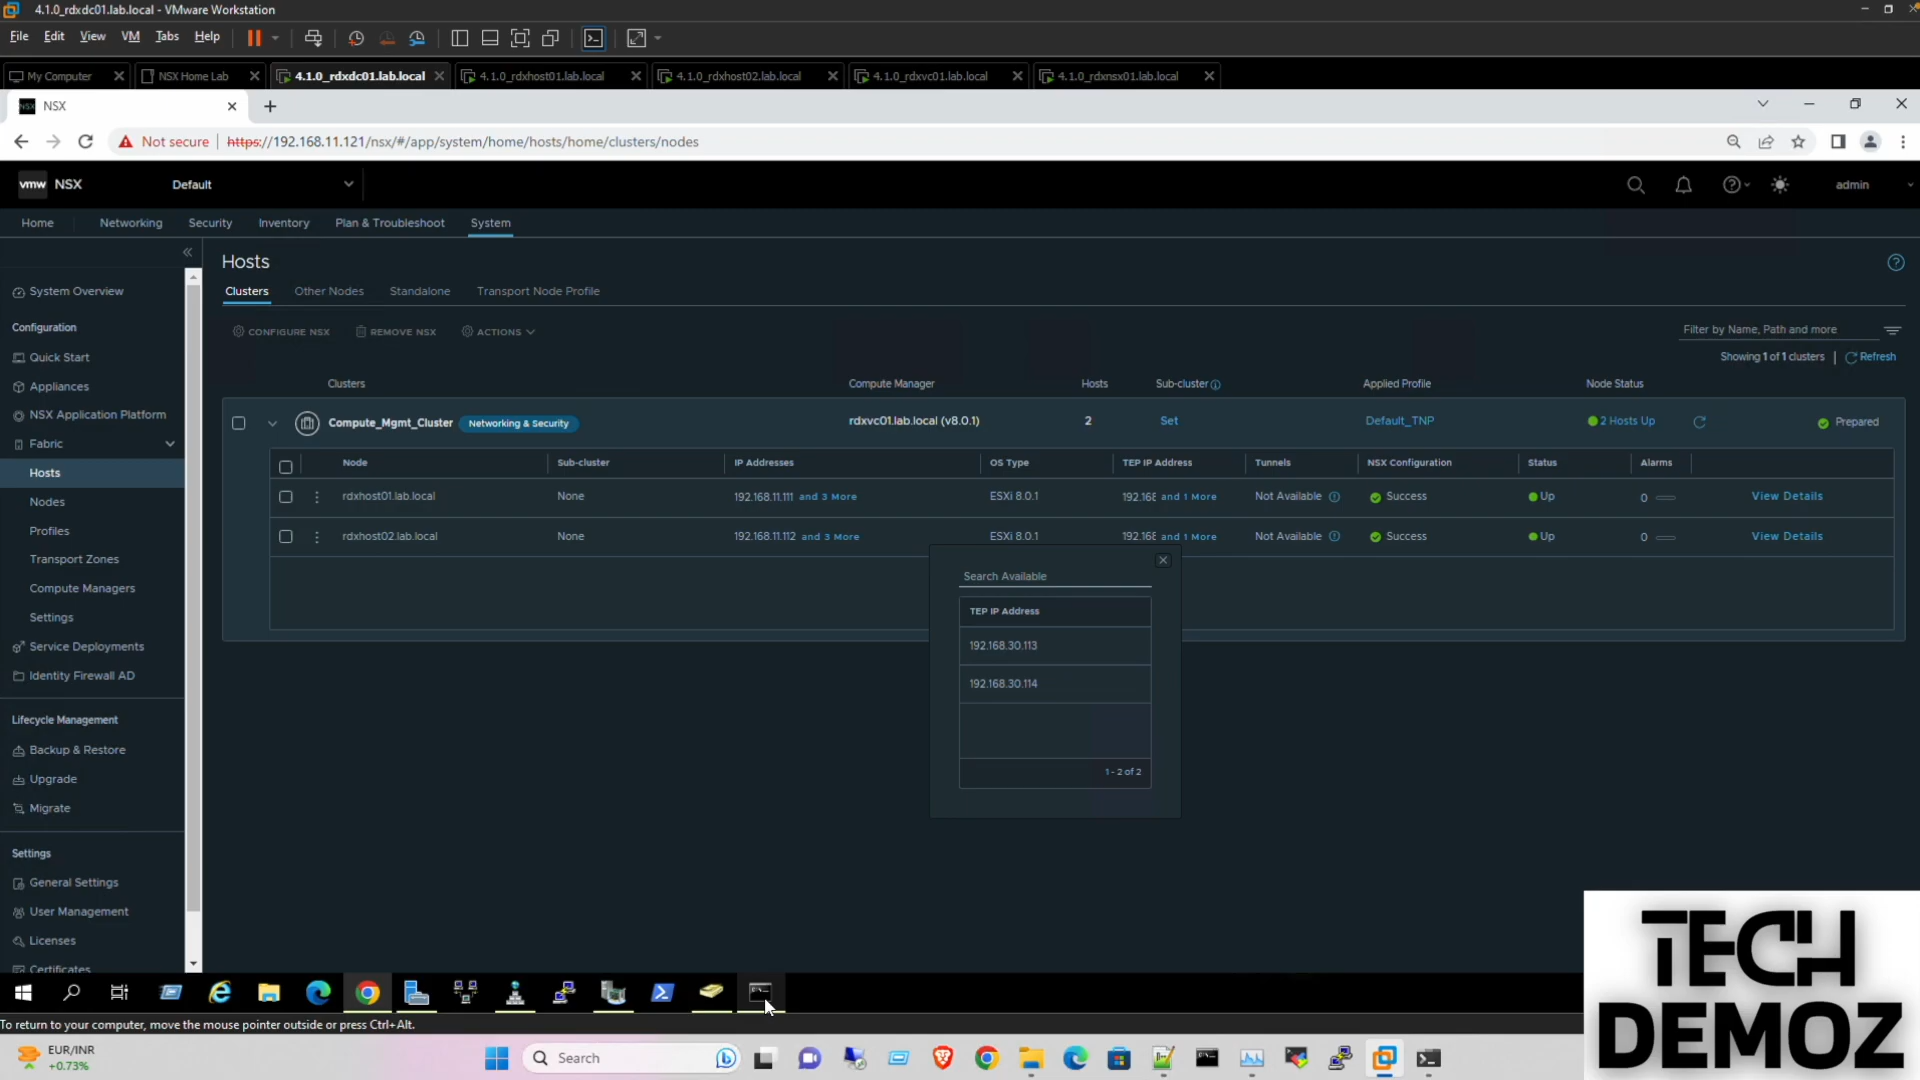 4.1.0_rdxdc01.lab.local - VMware Workstation
File Edit View VM Tabs Help
My Computer NSX Home Lab 4.1.0_rdxdc01.lab.local 4.1.0_rdxhost01.lab.local 4.1.0_rdxhost02.lab.local 4.1.0_rdxvc01.lab.local 4.1.0_rdxnsx01.lab.local
NSX
Not secure https://192.168.11.121/nsx/#/app/system/home/hosts/home/clusters/nodes
vmw NSX Default admin
Home Networking Security Inventory Plan & Troubleshoot System
Hosts
System Overview
Clusters Other Nodes Standalone Transport Node Profile
Configuration
CONFIGURE NSX REMOVE NSX ACTIONS Filter by Name, Path and more
Quick Start
Showing 1 of 1 clusters | Refresh
Appliances
Clusters Compute Manager Hosts Sub-cluster Applied Profile Node Status
NSX Application Platform
Compute_Mgmt_Cluster Networking & Security rdxvc01.lab.local (v8.0.1) 2 Set Default_TNP 2 Hosts Up Prepared
Fabric
Node Sub-cluster IP Addresses OS Type TEP IP Address Tunnels NSX Configuration Status Alarms
Hosts
rdxhost01.lab.local None 192.168.11.111 and 3 More ESXi 8.0.1 192.168 and 1 More Not Available Success Up 0 View Details
Nodes
rdxhost02.lab.local None 192.168.11.112 and 3 More ESXi 8.0.1 192.168 and 1 More Not Available Success Up 0 View Details
Profiles
Transport Zones
Search Available
Compute Managers
TEP IP Address
Settings
192.168.30.113
Service Deployments
192.168.30.114
Identity Firewall AD
1 - 2 of 2
Lifecycle Management
Backup & Restore
Upgrade
Migrate
Settings
General Settings
User Management
Licenses
Certificates
To return to your computer, move the mouse pointer outside or press Ctrl+Alt.
EUR/INR
+0.73%
Search
TECH
DEMOZ